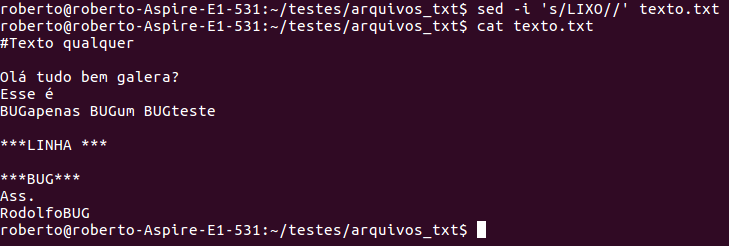 roberto@roberto-Aspire-E1-531:~/testes/arquivos_txt$ sed -i 's/LIXO//' texto.txt
roberto@roberto-Aspire-E1-531:~/testes/arquivos_txt$ cat texto.txt
#Texto qualquer
Olá tudo bem galera?
Esse é
BUGapenas BUGum BUGteste
***LINHA ***
***BUG***
Ass.
RodolfoBUG
roberto@roberto-Aspire-E1-531:~/testes/arquivos_txt$